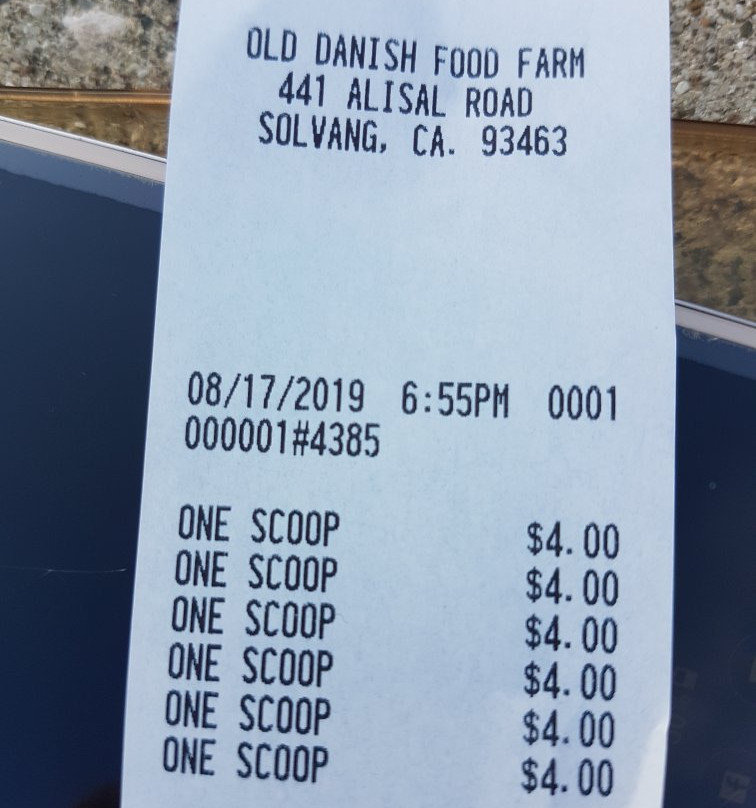 OLD DANISH FOOD FARM
441 ALISAL ROAD
SOLVANG, CA. 93463
08/17/2019 6:55PM 0001
000001#4385
ONE SCOOP $4.00
ONE SCOOP $4.00
ONE SCOOP $4.00
ONE SCOOP $4.00
ONE SCOOP $4.00
ONE SCOOP $4.00